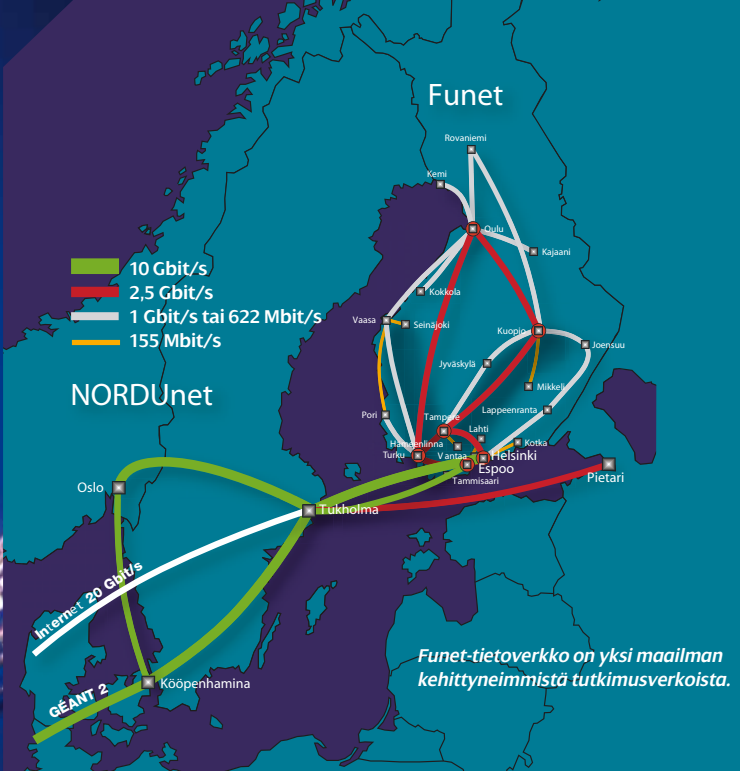 Funet
Rovaniemi
Kemi
Oulu
Kajaani
10 Gbit/s
2,5 Gbit/s
1 Gbit/s tai 622 Mbit/s
155 Mbit/s
Kokkola
Vaasa
Seinäjoki
Kuopio
Joensuu
Jyväskylä
Mikkeli
NORDUnet
Lappeenranta
Pori
Tampere
Lahti
Hämeenlinna
Kotka
Turku
Vantaa
Helsinki
Espoo
Tammisaari
Pietari
Oslo
Tukholma
Internet 20 Gbit/s
Funet-tietoverkko on yksi maailman
kehittyneimmistä tutkimusverkoista.
Kööpenhamina
GÉANT 2